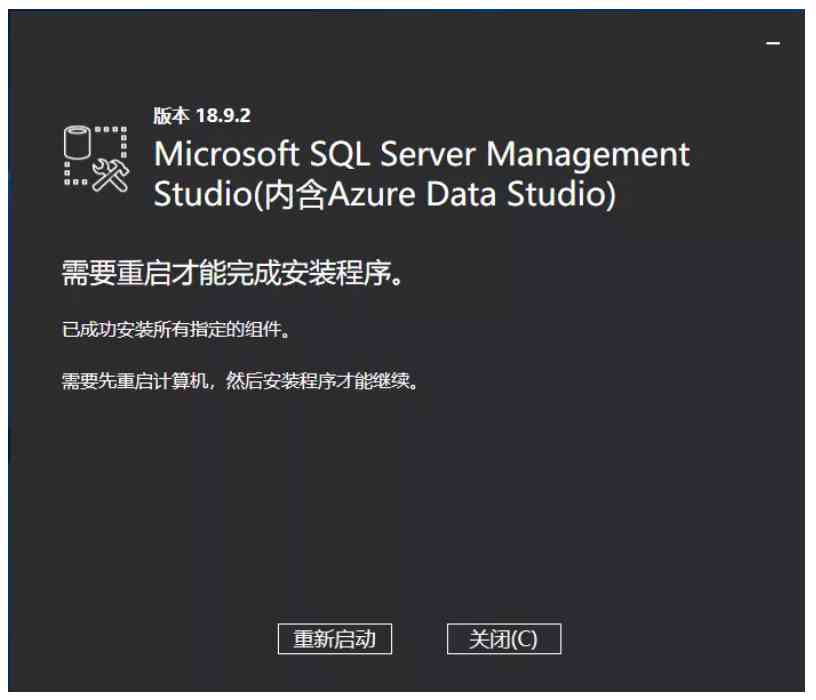 版本 18.9.2
Microsoft SQL Server Management
Studio(内含Azure Data Studio)
需要重启才能完成安装程序。
已成功安装所有指定的组件。
需要先重启计算机，然后安装程序才能继续。
重新启动
关闭(C)